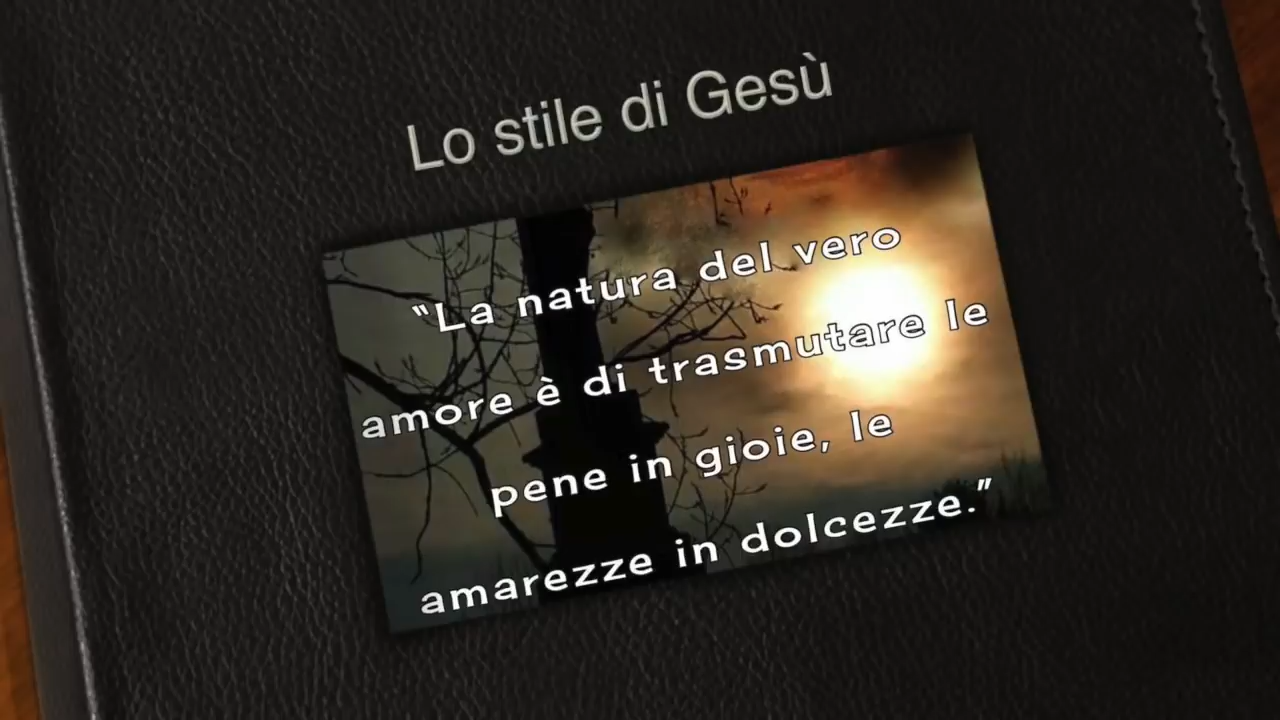 Lo stile di Gesù
“La natura del vero
amore è di trasmutare le
pene in gioie, le
amarezze in dolcezze.”